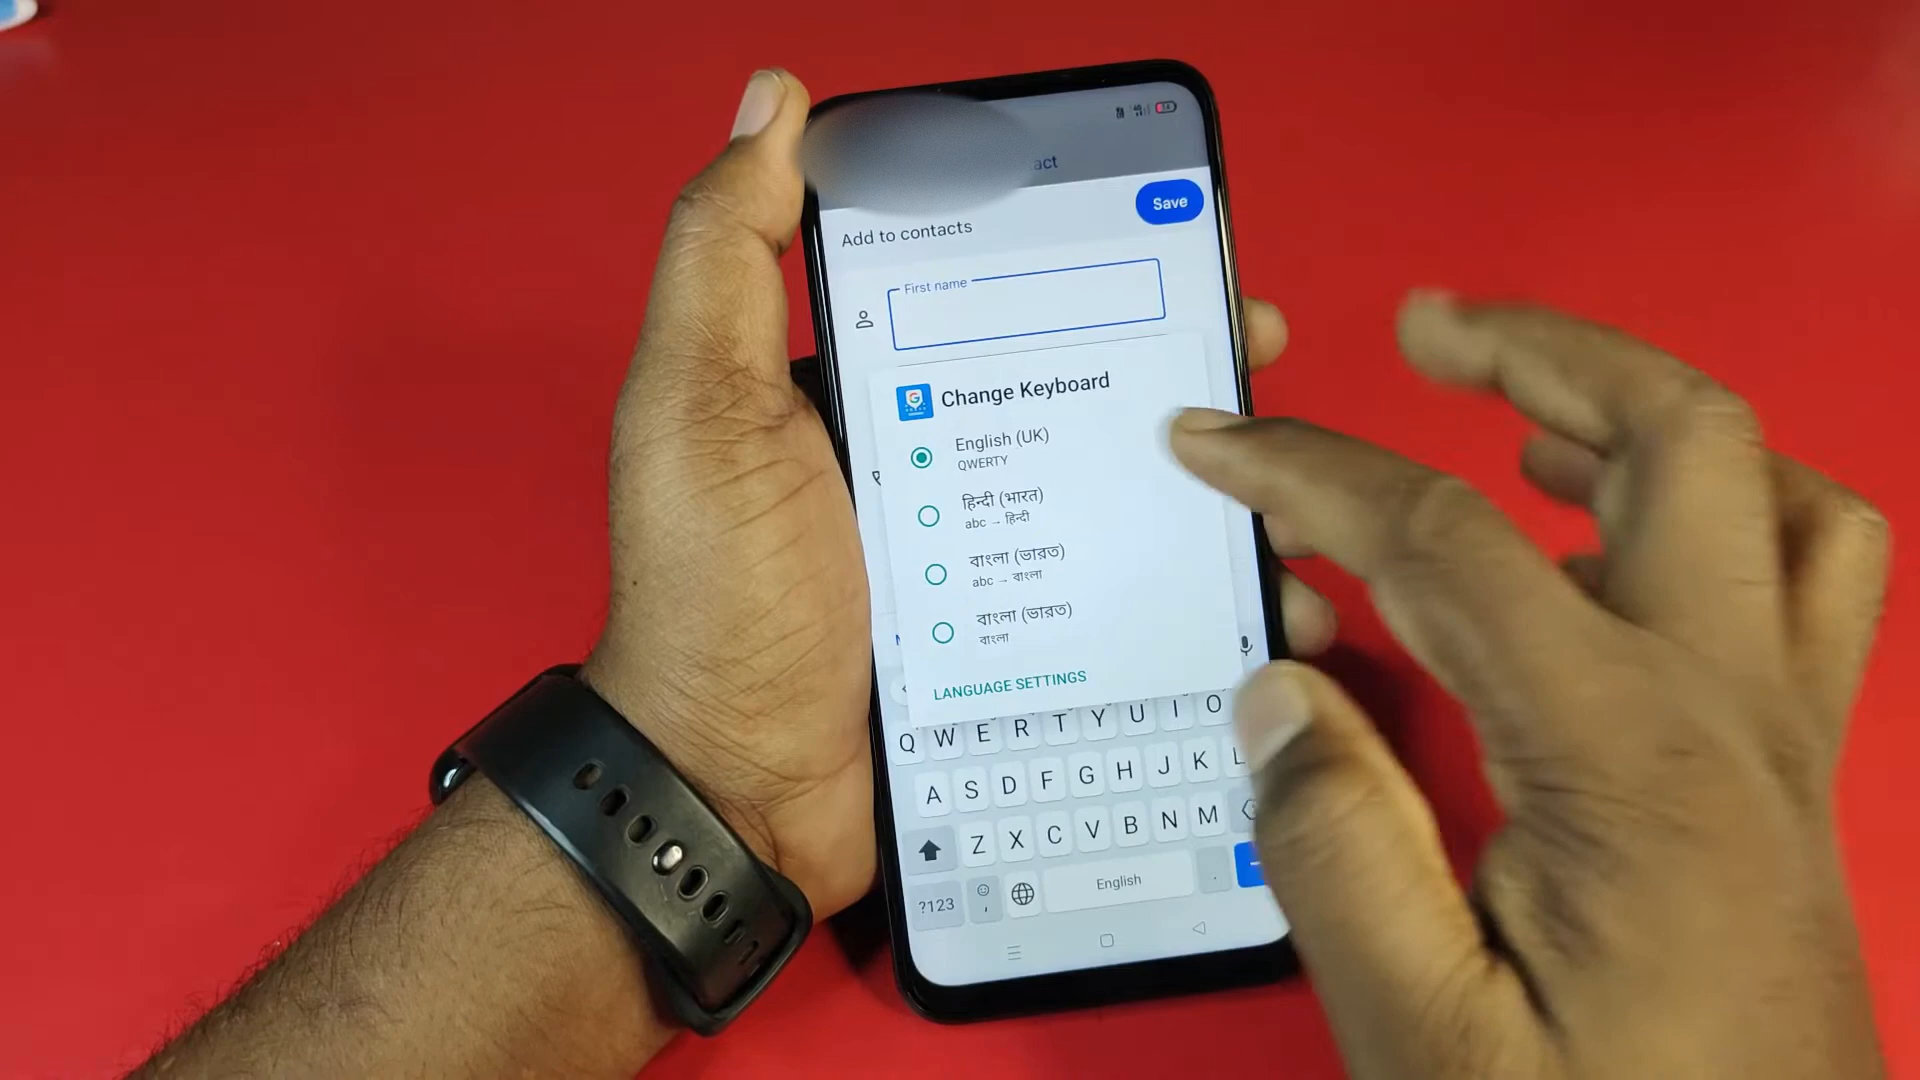 act
Add to contacts
Save
First name
Change Keyboard
English (UK)
QWERTY
हिन्दी (भारत)
abc → हिन्दी
বাংলা (ভারত)
abc → বাংলা
বাংলা (ভারত)
বাংলা
LANGUAGE SETTINGS
Q W E R T Y U I O
A S D F G H J K L
Z X C V B N M
?123 , English .